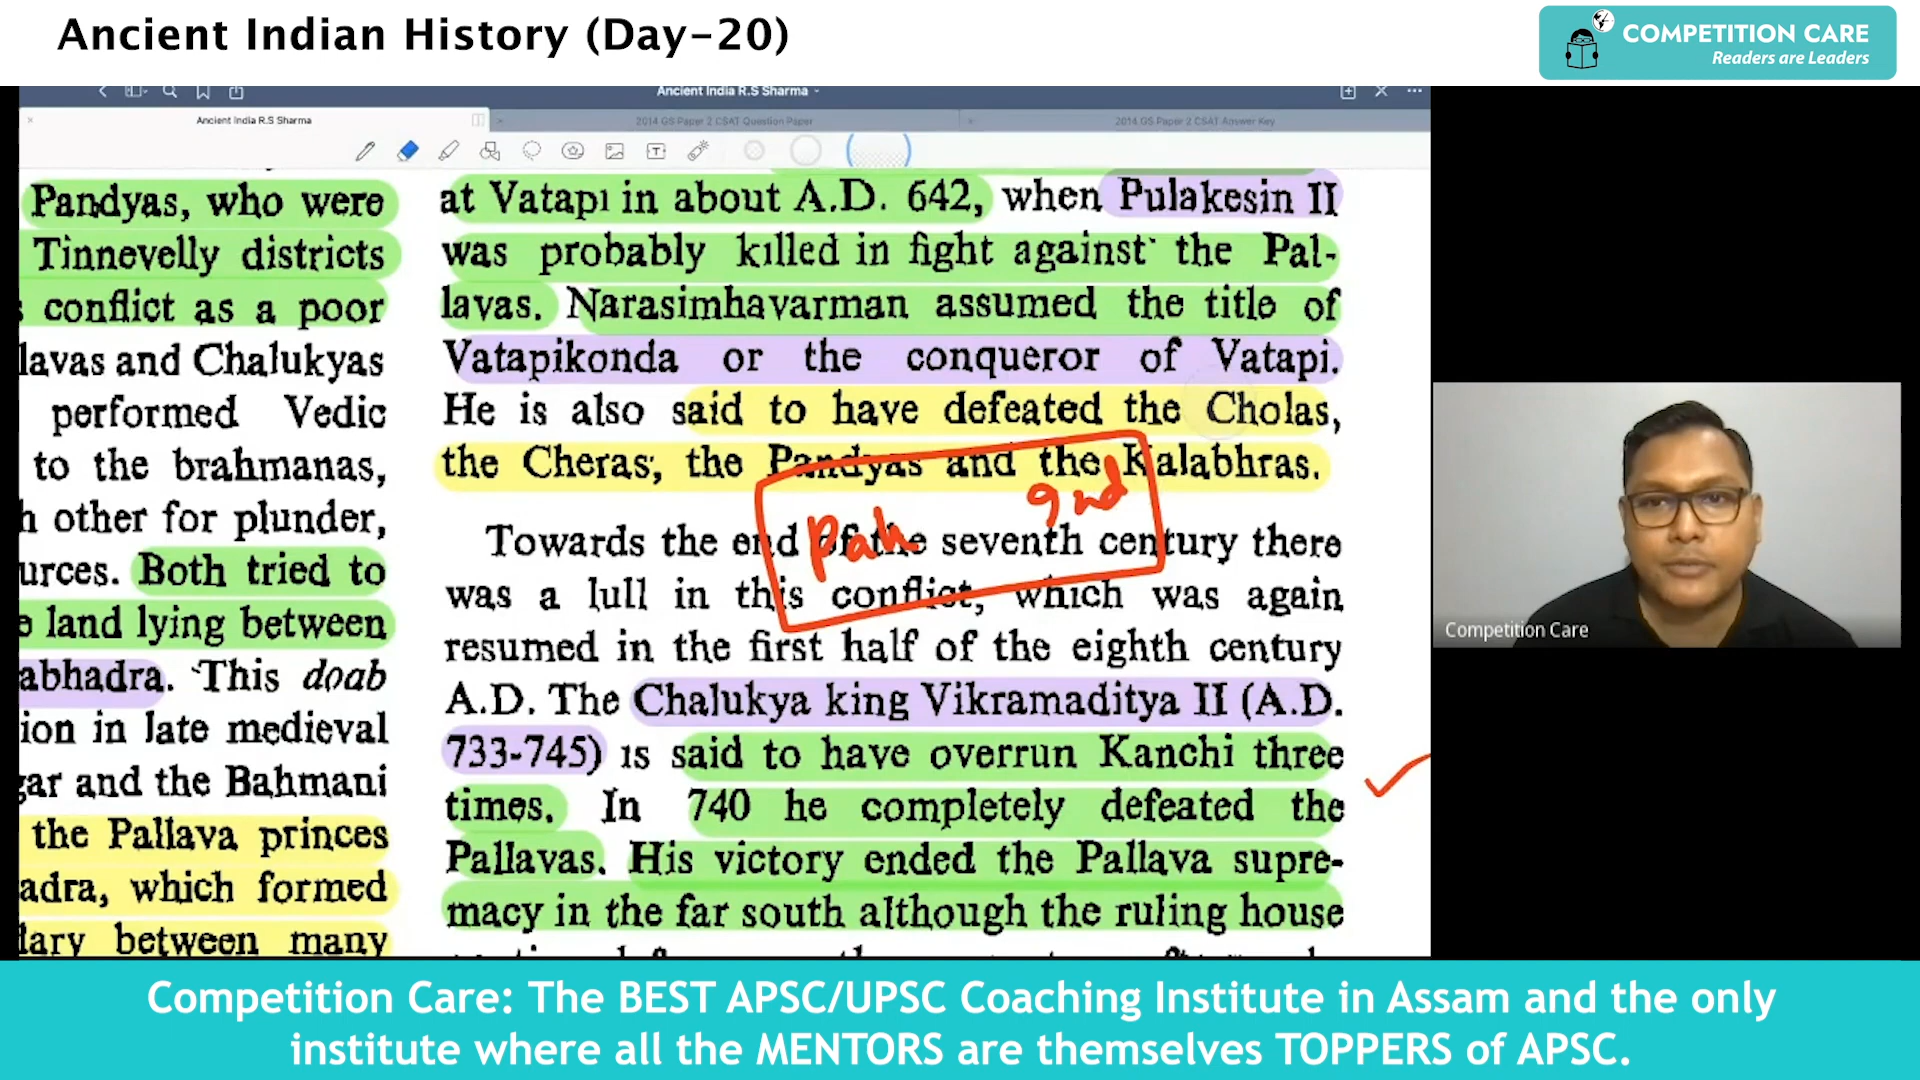 Ancient Indian History (Day-20)
COMPETITION CARE
Readers are Leaders
Ancient India R.S Sharma
Ancient India R.S Sharma
2014 GS Paper 2 CSAT Question Paper
2014 GS Paper 2 CSAT Answer Key
Pandyas, who were
Tinnevelly districts
conflict as a poor
lavas and Chalukyas
performed Vedic
to the brahmanas,
h other for plunder,
urces. Both tried to
land lying between
abhadra. This doab
ion in late medieval
gar and the Bahmani
the Pallava princes
adra, which formed
lary between many
at Vatapi in about A.D. 642, when Pulakesin II
was probably killed in fight against the Pal-
lavas. Narasimhavarman assumed the title of
Vatapikonda or the conqueror of Vatapi.
He is also said to have defeated the Cholas,
the Cheras, the Pandyas and the Kalabhras.
Towards the end of the seventh century there
was a lull in this conflict, which was again
resumed in the first half of the eighth century
A.D. The Chalukya king Vikramaditya II (A.D.
733-745) is said to have overrun Kanchi three
times. In 740 he completely defeated the
Pallavas. His victory ended the Pallava supre-
macy in the far south although the ruling house
Competition Care
Competition Care: The BEST APSC/UPSC Coaching Institute in Assam and the only
institute where all the MENTORS are themselves TOPPERS of APSC.